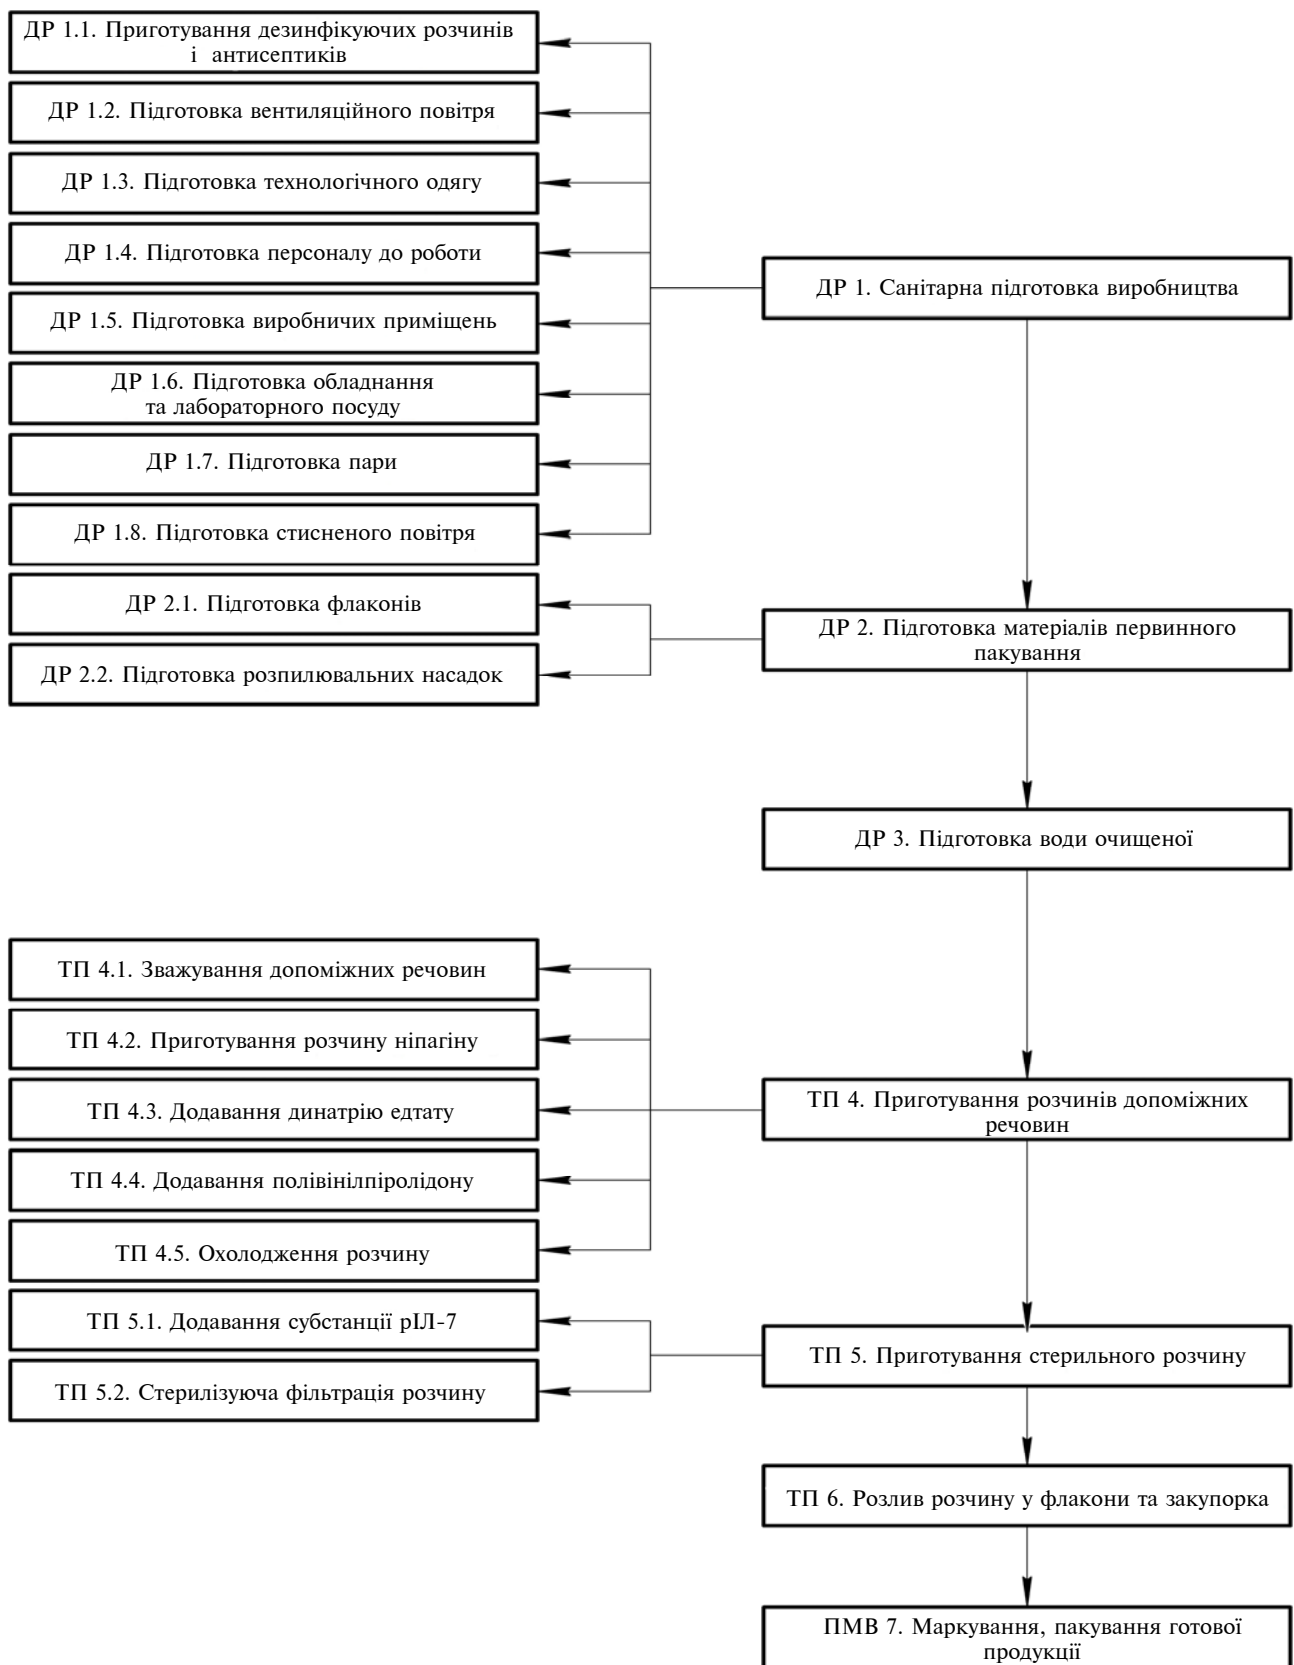 ДР 1.1. Приготування дезинфікуючих розчинів
і антисептиків
ДР 1.2. Підготовка вентиляційного повітря
ДР 1.3. Підготовка технологічного одягу
ДР 1.4. Підготовка персоналу до роботи
ДР 1. Санітарна підготовка виробництва
ДР 1.5. Підготовка виробничих приміщень
ДР 1.6. Підготовка обладнання
та лабораторного посуду
ДР 1.7. Підготовка пари
ДР 1.8. Підготовка стисненого повітря
ДР 2.1. Підготовка флаконів
ДР 2. Підготовка матеріалів первинного
пакування
ДР 2.2. Підготовка розпилювальних насадок
ДР 3. Підготовка води очищеної
ТП 4.1. Зважування допоміжних речовин
ТП 4.2. Приготування розчину ніпагіну
ТП 4.3. Додавання динатрію едтату
ТП 4. Приготування розчинів допоміжних
речовин
ТП 4.4. Додавання полівінілпіролідону
ТП 4.5. Охолодження розчину
ТП 5.1. Додавання субстанції рІЛ-7
ТП 5. Приготування стерильного розчину
ТП 5.2. Стерилізуюча фільтрація розчину
ТП 6. Розлив розчину у флакони та закупорка
ПМВ 7. Маркування, пакування готової
продукції